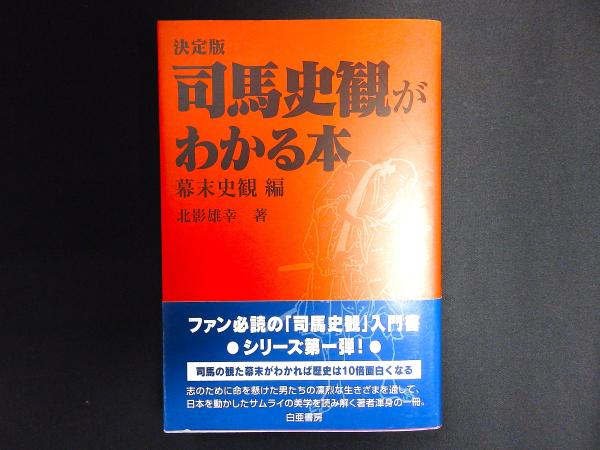 決定版
司馬史観が
わかる本
幕末史観 編
北影雄幸 著
ファン必読の「司馬史観」入門書
●シリーズ第一弾！●
司馬の観た幕末がわかれば歴史は10倍面白くなる
志のために命を懸けた男たちの凛烈な生きざまを通して、
日本を動かしたサムライの美学を読み解く著者渾身の一冊。
白亜書房